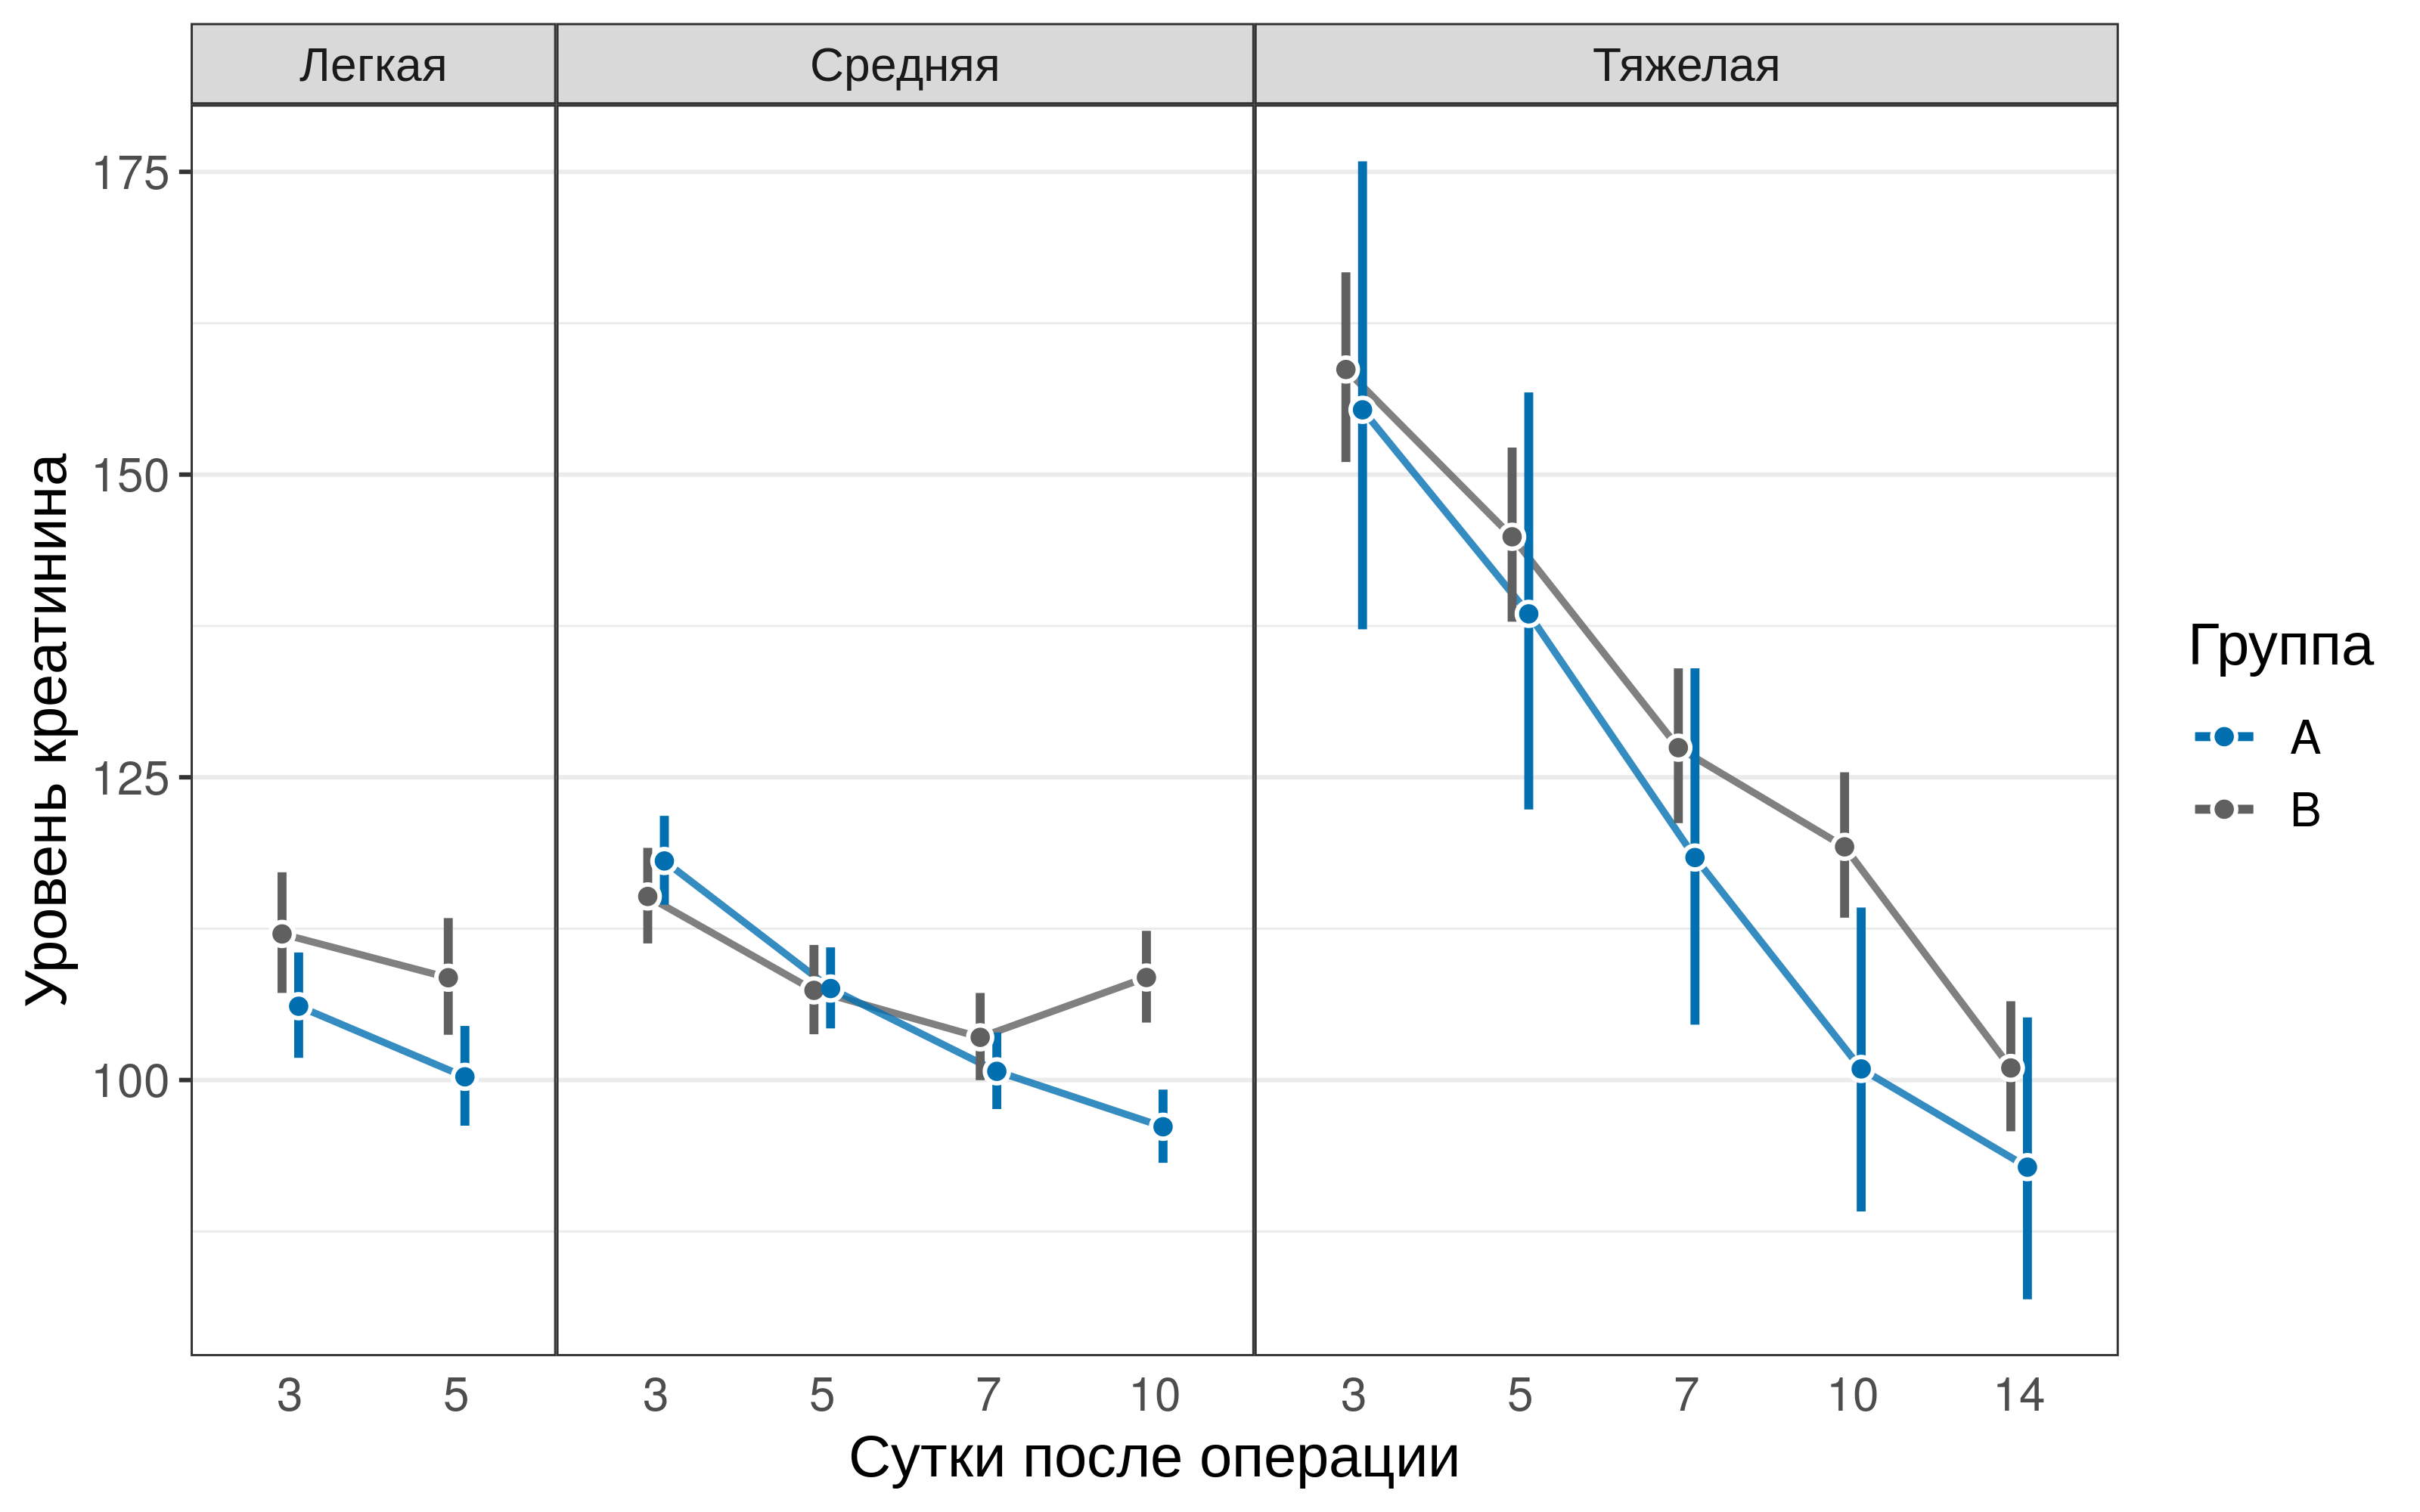 Легкая Средняя Тяжелая
175
150
125
100
Уровень креатинина
3 5 3 5 7 10 3 5 7 10 14
Сутки после операции
Группа
A
B